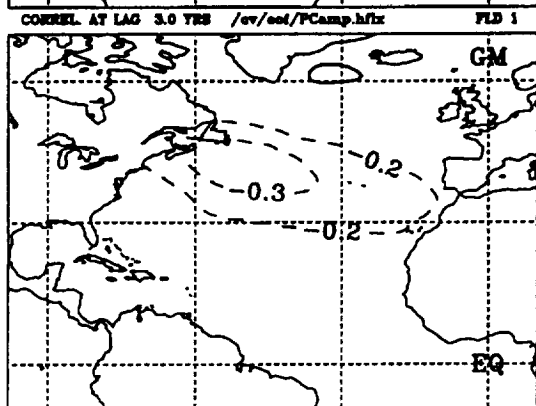 CORREL. AT LAG 3.0 YRS /cv/eof/PCamp.hflx FLD 1
GM
-0.2
-0.3
-0.2
EQ